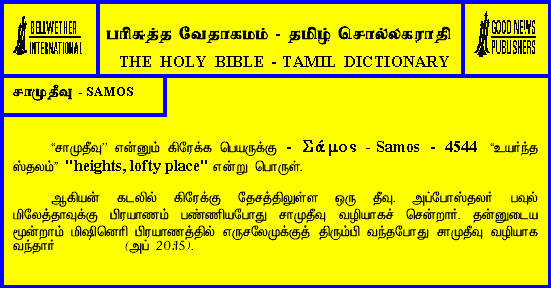 BELLWETHER
INTERNATIONAL
பரிசுத்த வேதாகமம் - தமிழ் சொல்லகராதி
THE HOLY BIBLE - TAMIL DICTIONARY
GOOD NEWS
PUBLISHERS
சாமுதீவு - SAMOS
“சாமுதீவு” என்னும் கிரேக்க பெயருக்கு - Σάμος - Samos - 4544 “உயர்ந்த
ஸ்தலம்” "heights, lofty place" என்று பொருள்.
ஆகியன் கடலில் கிரேக்கு தேசத்திலுள்ள ஒரு தீவு. அப்போஸ்தலர் பவுல்
மிலேத்தாவுக்கு பிரயாணம் பண்ணியபோது சாமுதீவு வழியாகச் சென்றார். தன்னுடைய
மூன்றாம் மிஷினெரி பிரயாணத்தில் எருசலேமுக்குத் திரும்பி வந்தபோது சாமுதீவு வழியாக
வந்தார் (அப் 20:15).